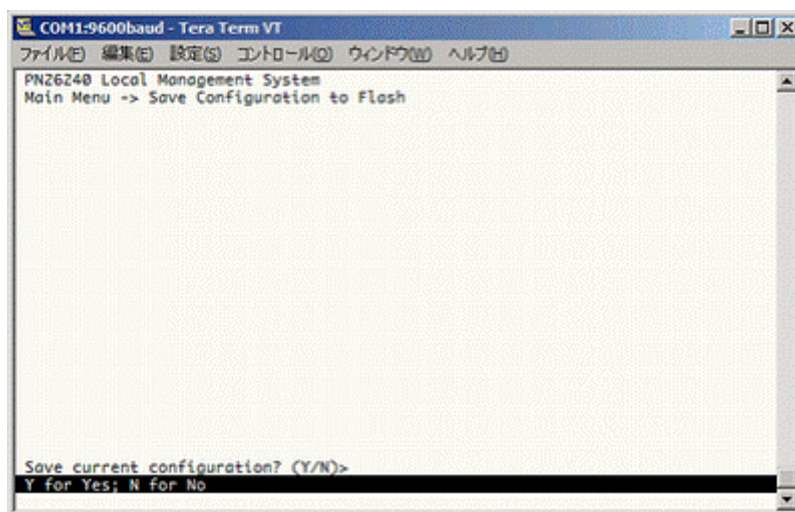 COM1:9600baud - Tera Term VT
ファイル(F) 編集(E) 設定(S) コントロール(O) ウィンドウ(W) ヘルプ(H)
PN26240 Local Management System
Main Menu -> Save Configuration to Flash
Save current configuration? (Y/N)>
Y for Yes; N for No